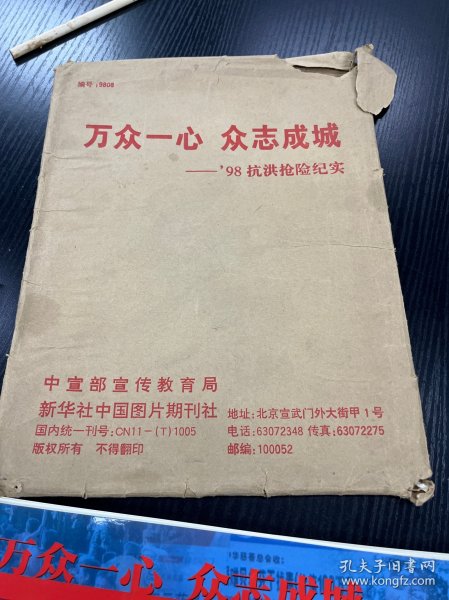 编号:9808
万众一心 众志成城
——'98抗洪抢险纪实
中宣部宣传教育局
新华社中国图片期刊社
国内统一刊号:CN11-(T)1005
版权所有 不得翻印
地址:北京宣武门外大街甲1号
电话:63072348 传真:63072275
邮编:100052
万众一心 众志成城
孔夫子旧书网
kongfz.com